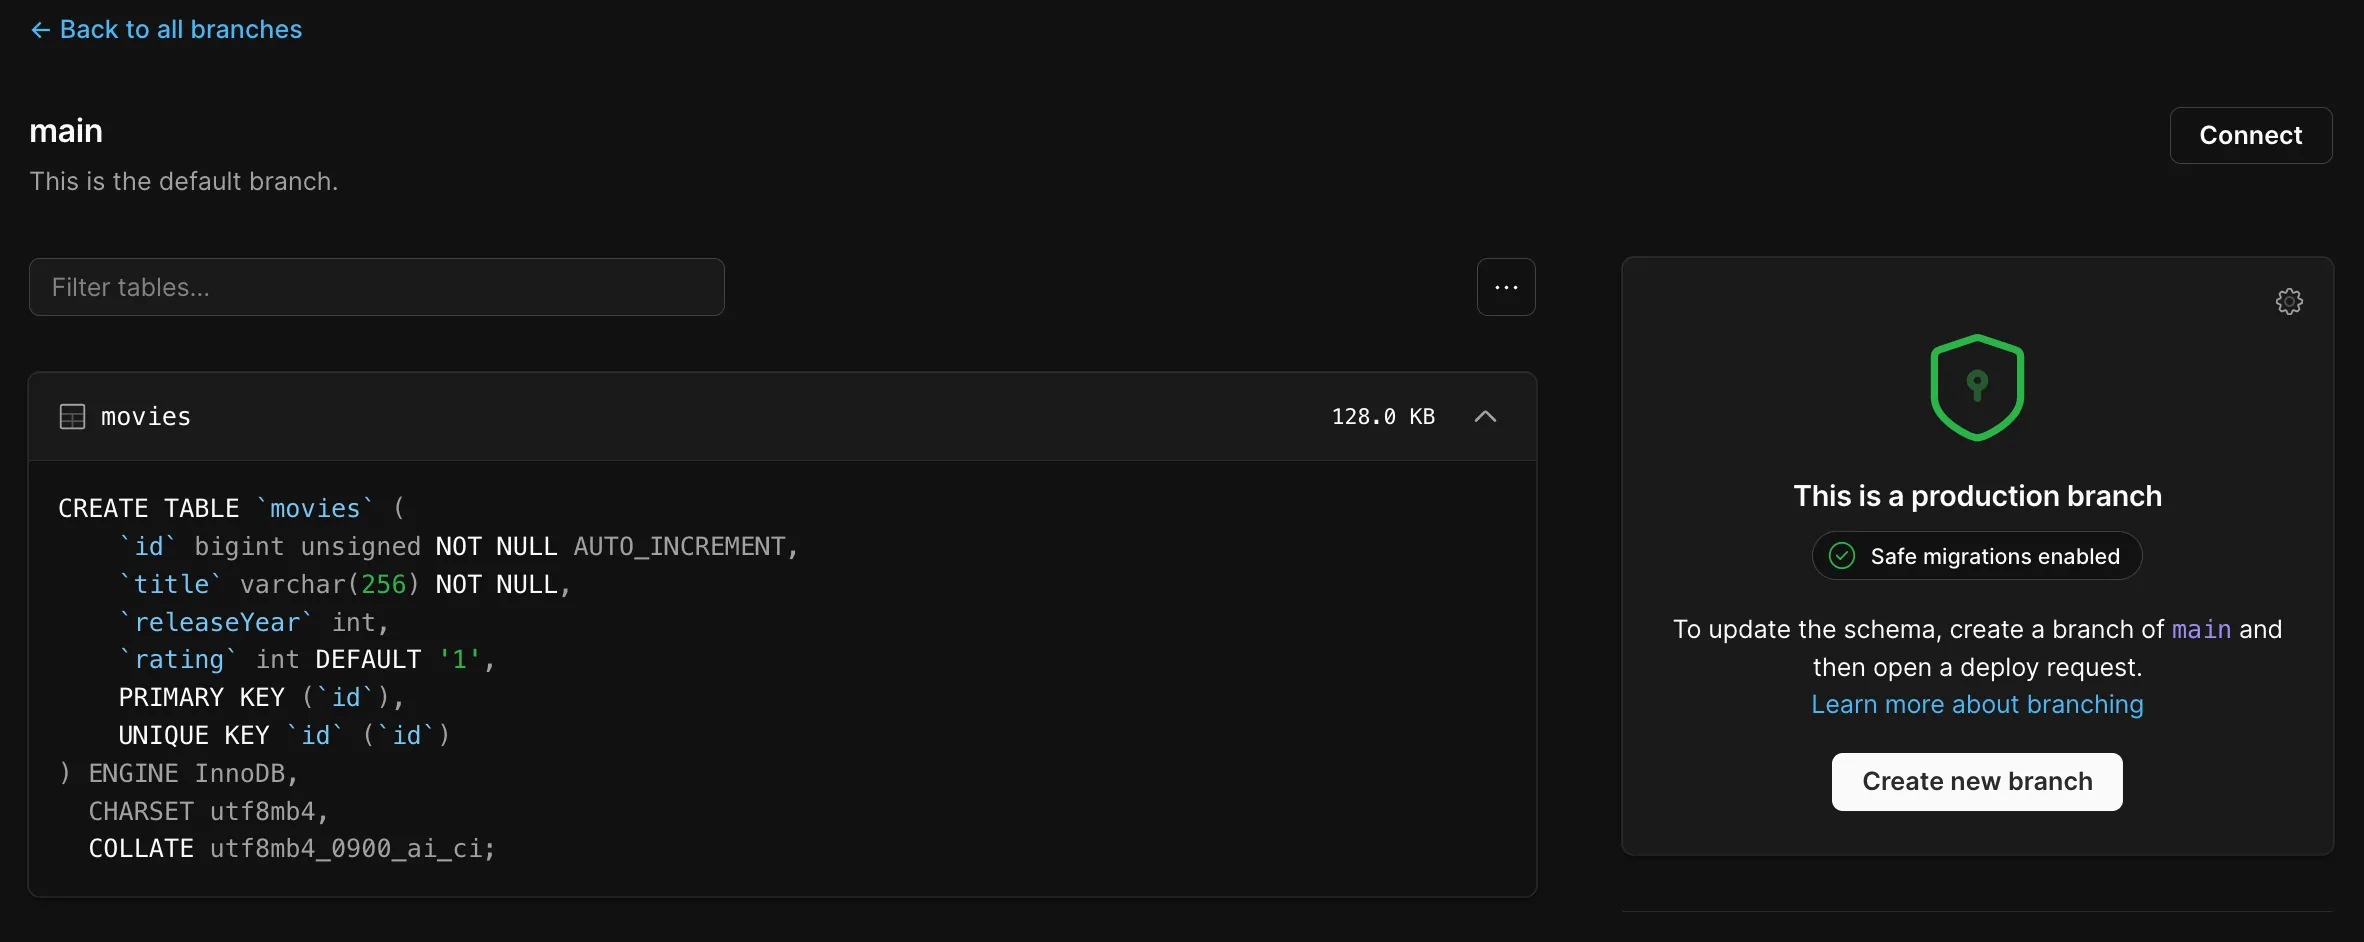 ← Back to all branches
main
This is the default branch.
Connect
Filter tables...
...
movies
128.0 KB
CREATE TABLE `movies` (
    `id` bigint unsigned NOT NULL AUTO_INCREMENT,
    `title` varchar(256) NOT NULL,
    `releaseYear` int,
    `rating` int DEFAULT '1',
    PRIMARY KEY (`id`),
    UNIQUE KEY `id` (`id`)
) ENGINE InnoDB,
  CHARSET utf8mb4,
  COLLATE utf8mb4_0900_ai_ci;
This is a production branch
Safe migrations enabled
To update the schema, create a branch of main and
then open a deploy request.
Learn more about branching
Create new branch